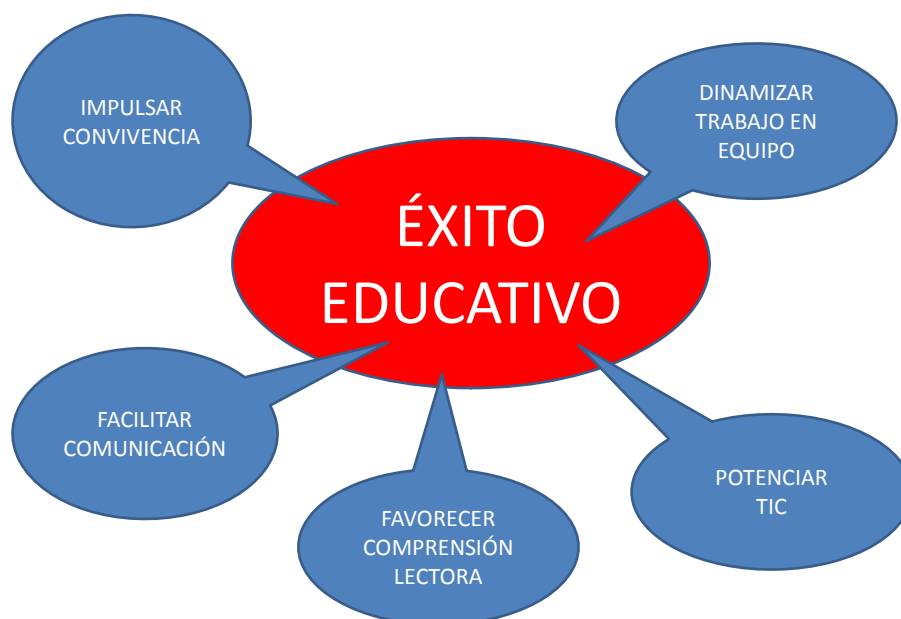 IMPULSAR
CONVIVENCIA
DINAMIZAR
TRABAJO EN
EQUIPO
ÉXITO
EDUCATIVO
FACILITAR
COMUNICACIÓN
FAVORECER
COMPRENSIÓN
LECTORA
POTENCIAR
TIC